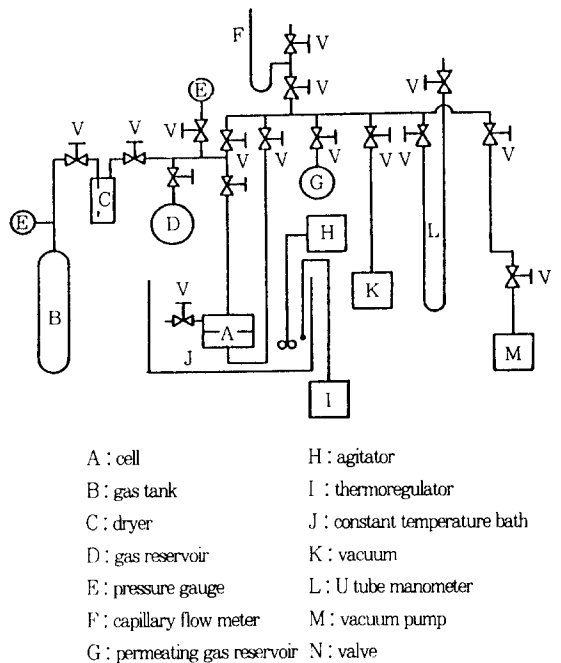 F
V
V
E
V
V
V
V
V
V
V
V
V
V
V
C
G
E
D
H
L
K
V
B
V
A
M
J
I
A : cell
B : gas tank
C : dryer
D : gas reservoir
E : pressure gauge
F : capillary flow meter
G : permeating gas reservoir
H : agitator
I : thermoregulator
J : constant temperature bath
K : vacuum
L : U tube manometer
M : vacuum pump
N : valve